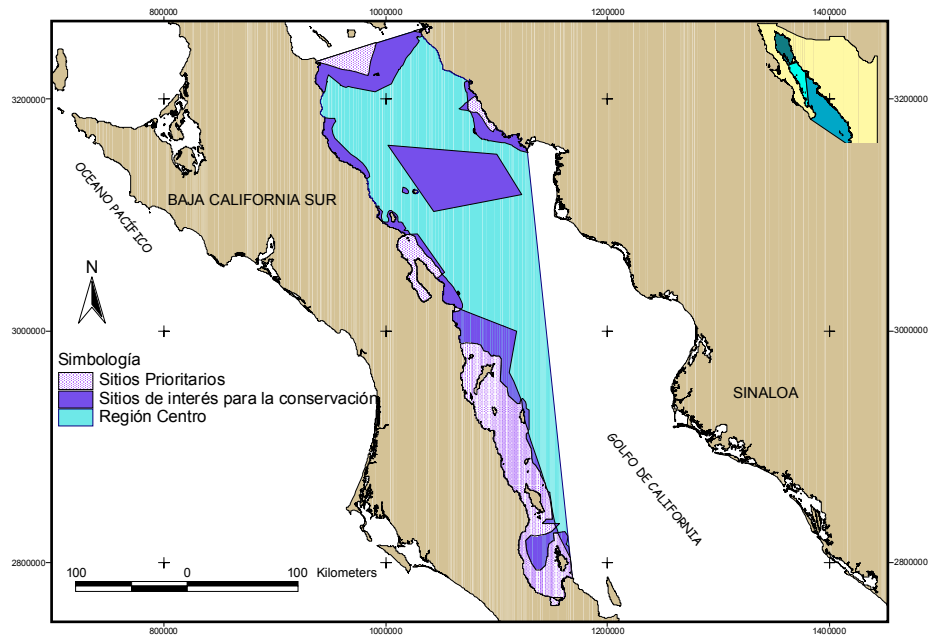 800000 1000000 1200000 1400000
3200000 3200000
OCEANO PACÍFICO
BAJA CALIFORNIA SUR
N
3000000 3000000
Simbología
Sitios Prioritarios
Sitios de interés para la conservación
Región Centro
SINALOA
GOLFO DE CALIFORNIA
2800000 2800000
100 0 100 Kilometers
800000 1000000 1200000 1400000